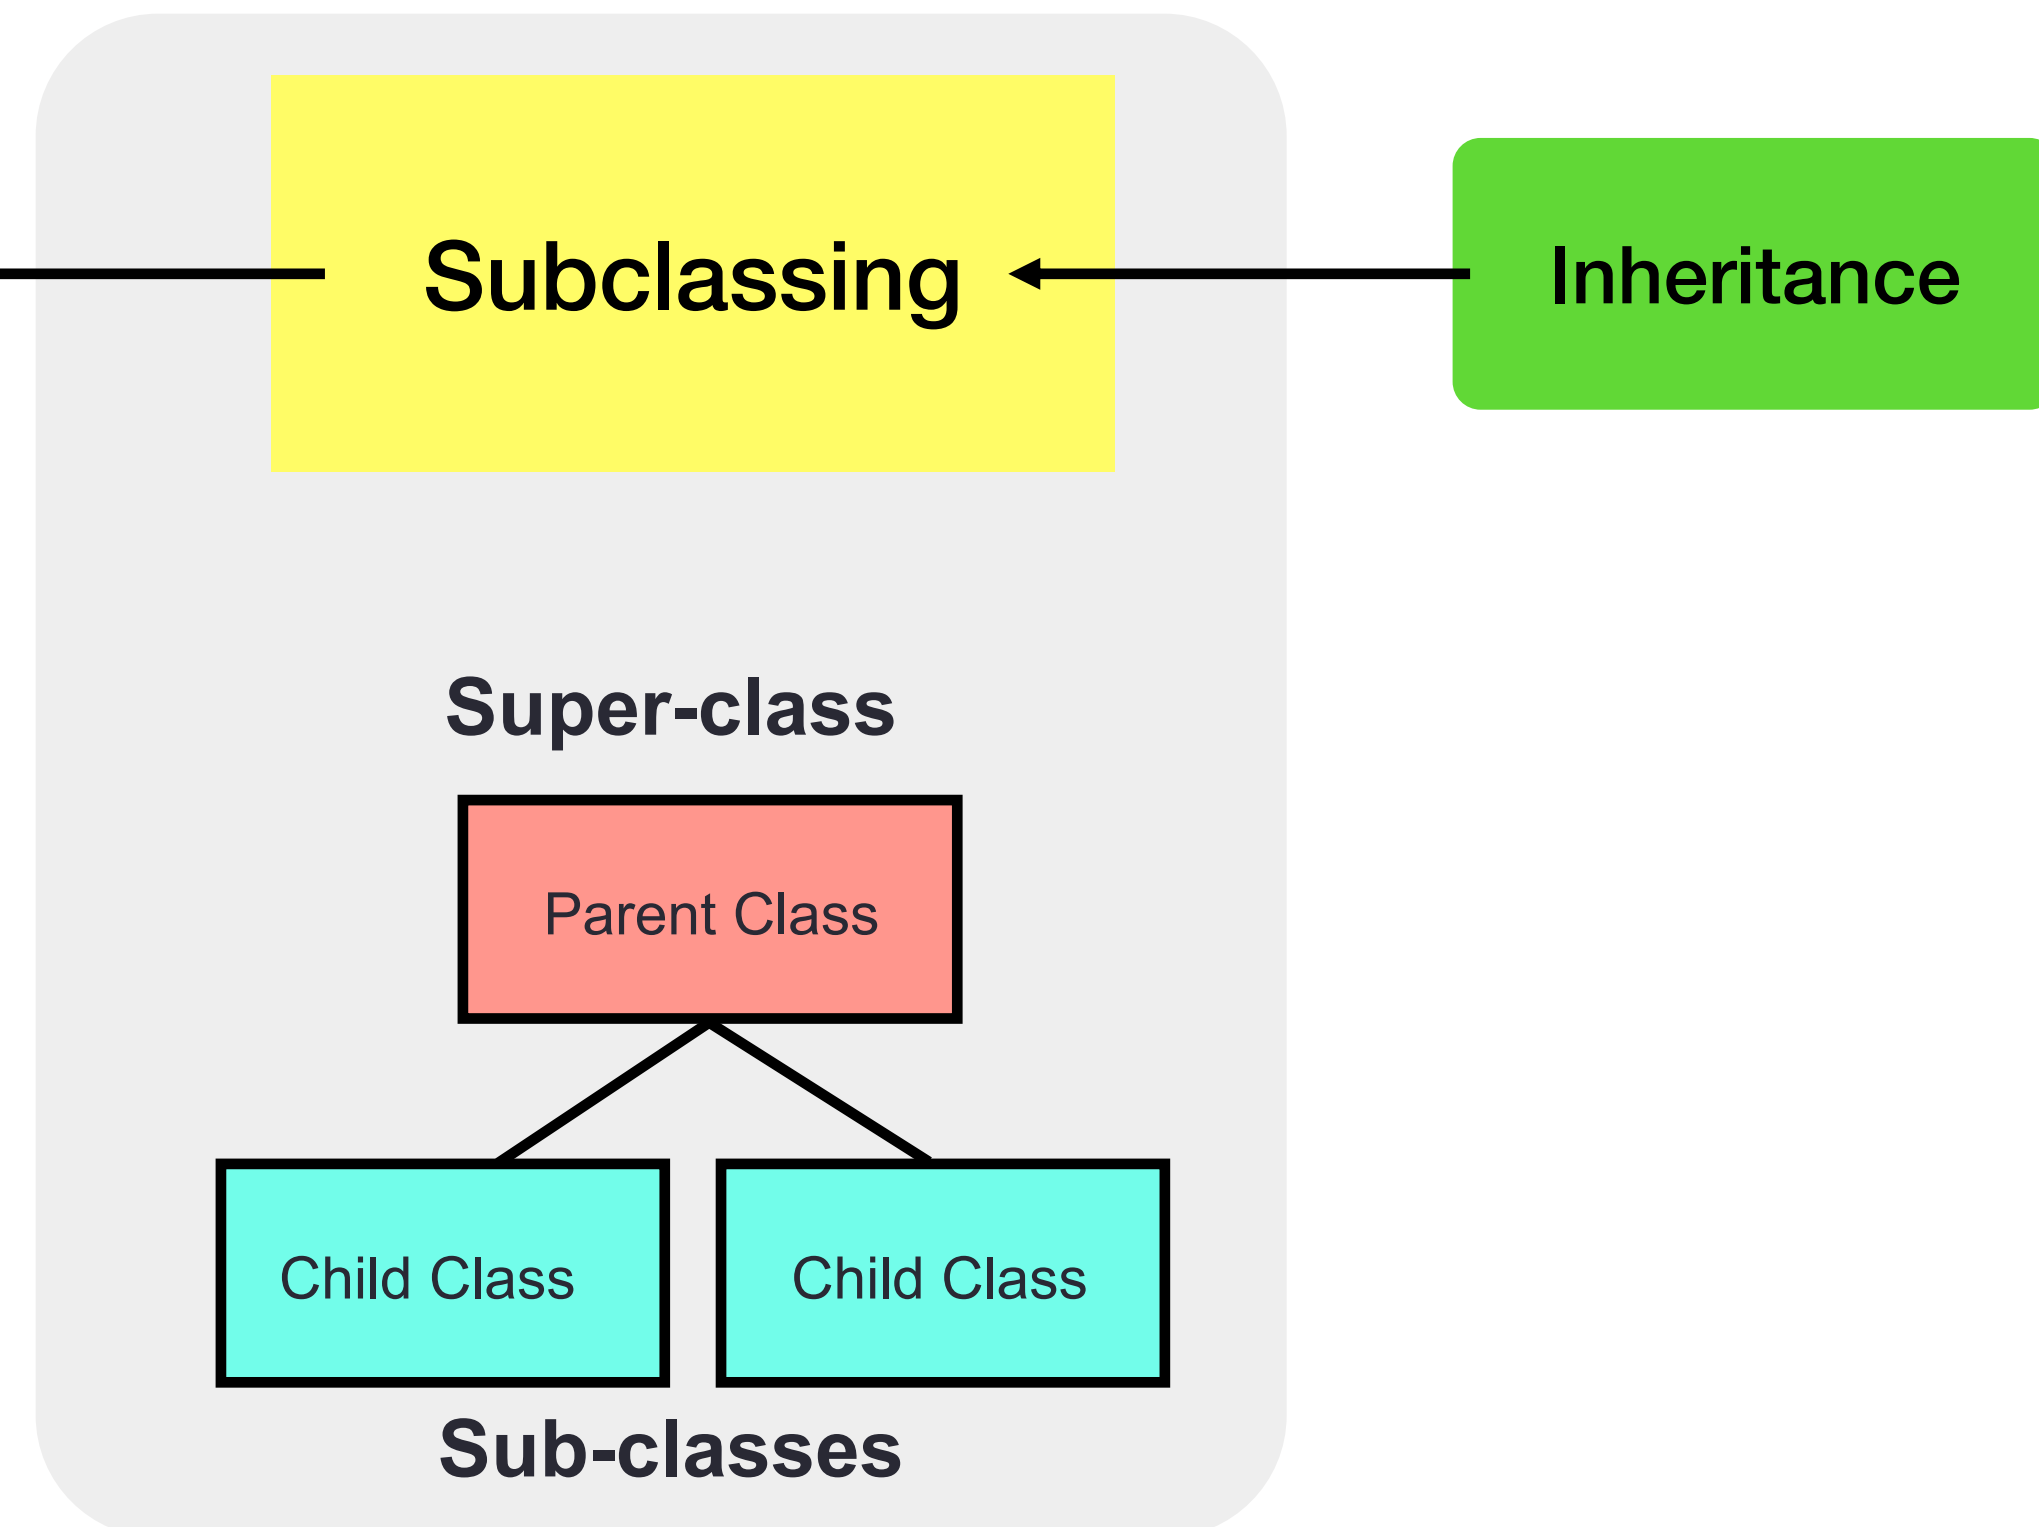 Subclassing
Inheritance
Super-class
Parent Class
Child Class
Child Class
Sub-classes